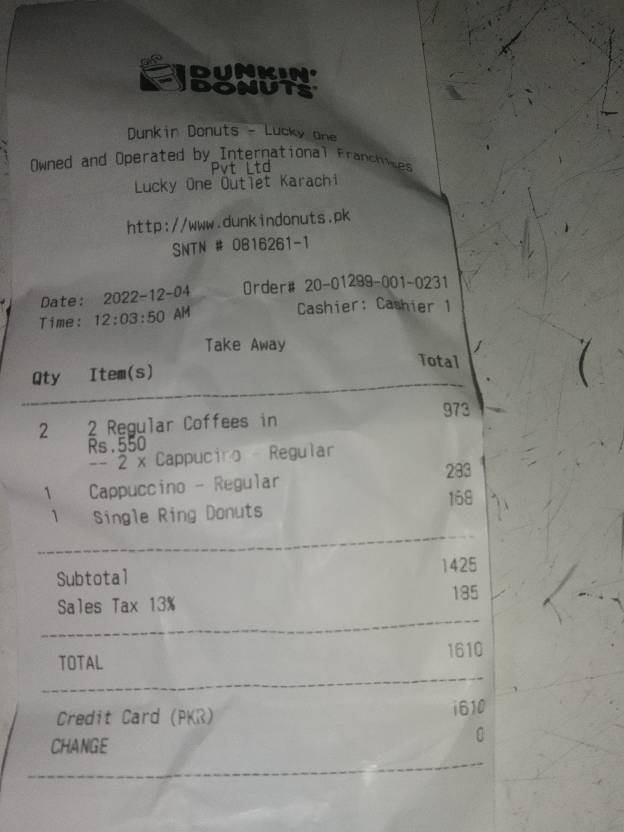 DUNKIN'
DONUTS
Dunkin Donuts - Lucky One
Owned and Operated by International Franchises
Pvt Ltd
Lucky One Outlet Karachi
http://www.dunkindonuts.pk
SNTN # 0816261-1
Date: 2022-12-04 Order# 20-01299-001-0231
Time: 12:03:50 AM Cashier: Cashier 1
Take Away
Qty Item(s) Total
2 2 Regular Coffees in 973
Rs.550
-- 2 x Cappucino - Regular
1 Cappuccino - Regular 283
1 Single Ring Donuts 168
Subtotal 1425
Sales Tax 13% 185
TOTAL 1610
Credit Card (PKR) 1610
CHANGE 0